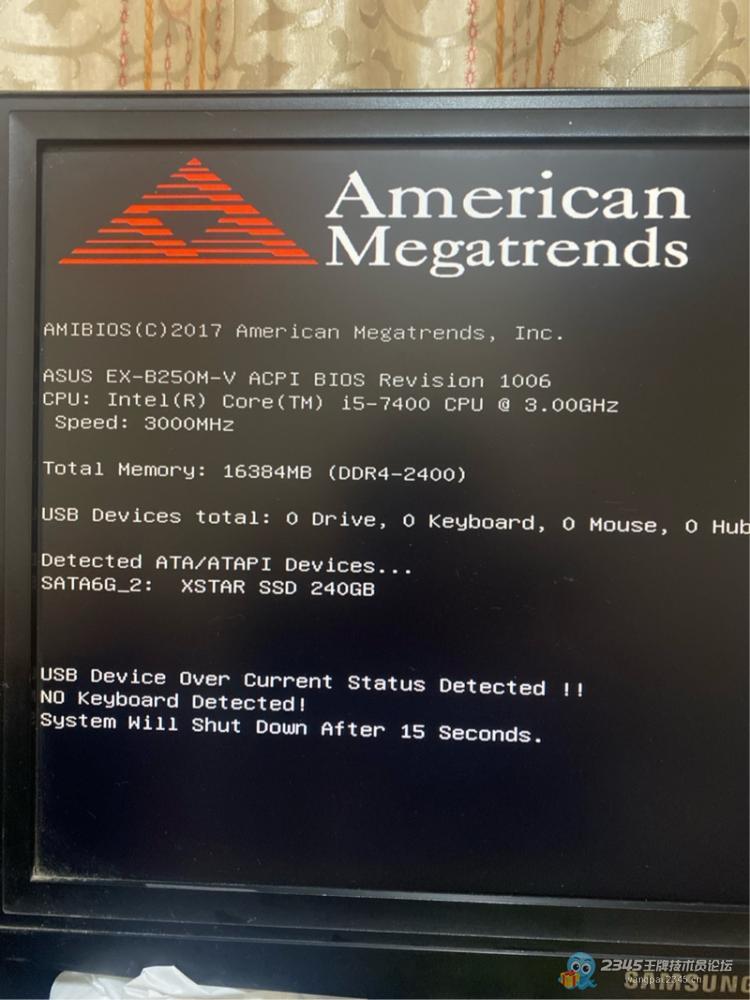 American
Megatrends
AMIBIOS(C)2017 American Megatrends, Inc.
ASUS EX-B250M-V ACPI BIOS Revision 1006
CPU: Intel(R) Core(TM) i5-7400 CPU @ 3.00GHz
Speed: 3000MHz
Total Memory: 16384MB (DDR4-2400)
USB Devices total: 0 Drive, 0 Keyboard, 0 Mouse, 0 Hub
Detected ATA/ATAPI Devices...
SATA6G_2: XSTAR SSD 240GB
USB Device Over Current Status Detected !!
NO Keyboard Detected!
System Will Shut Down After 15 Seconds.
2345王牌技术员论坛
wangpai.2345.cn
SAMSUNG